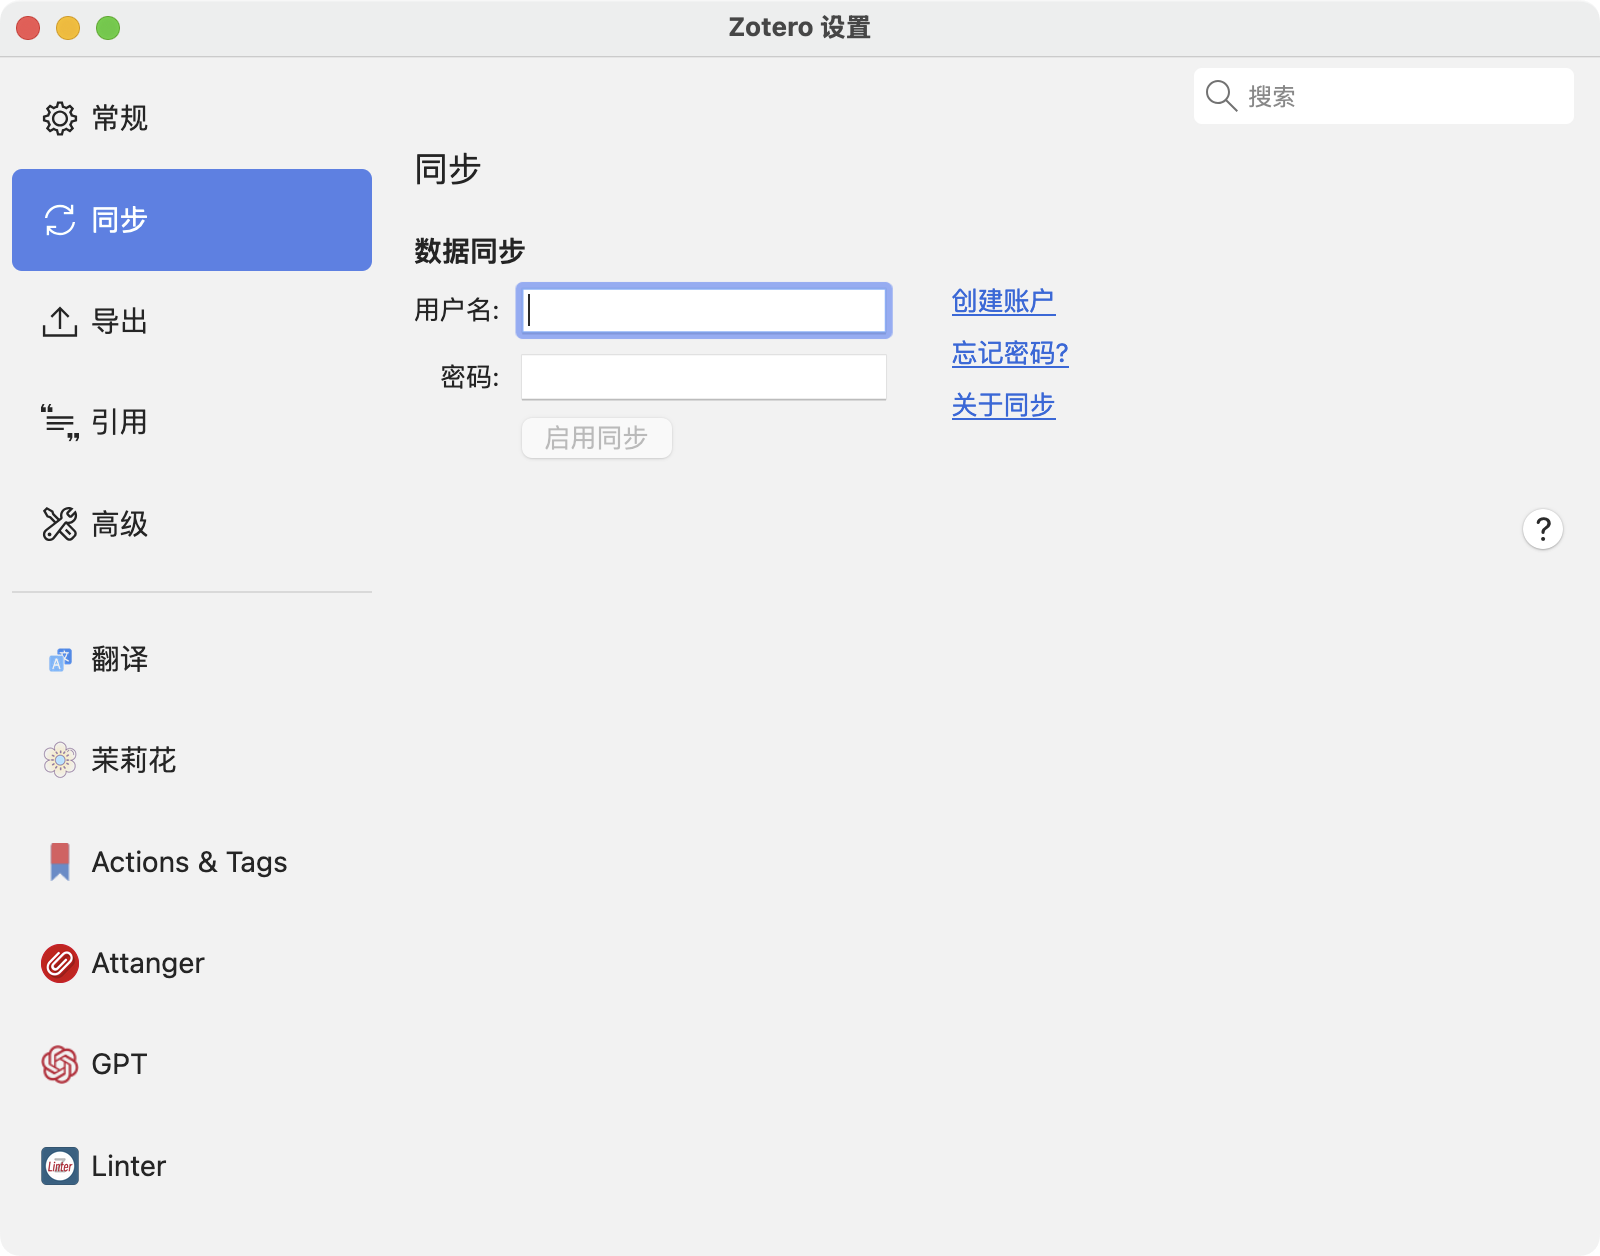 Zotero 设置
搜索
常规
同步
导出
引用
高级
翻译
茉莉花
Actions & Tags
Attanger
GPT
Linter
同步
数据同步
用户名:
密码:
启用同步
创建账户
忘记密码?
关于同步
?